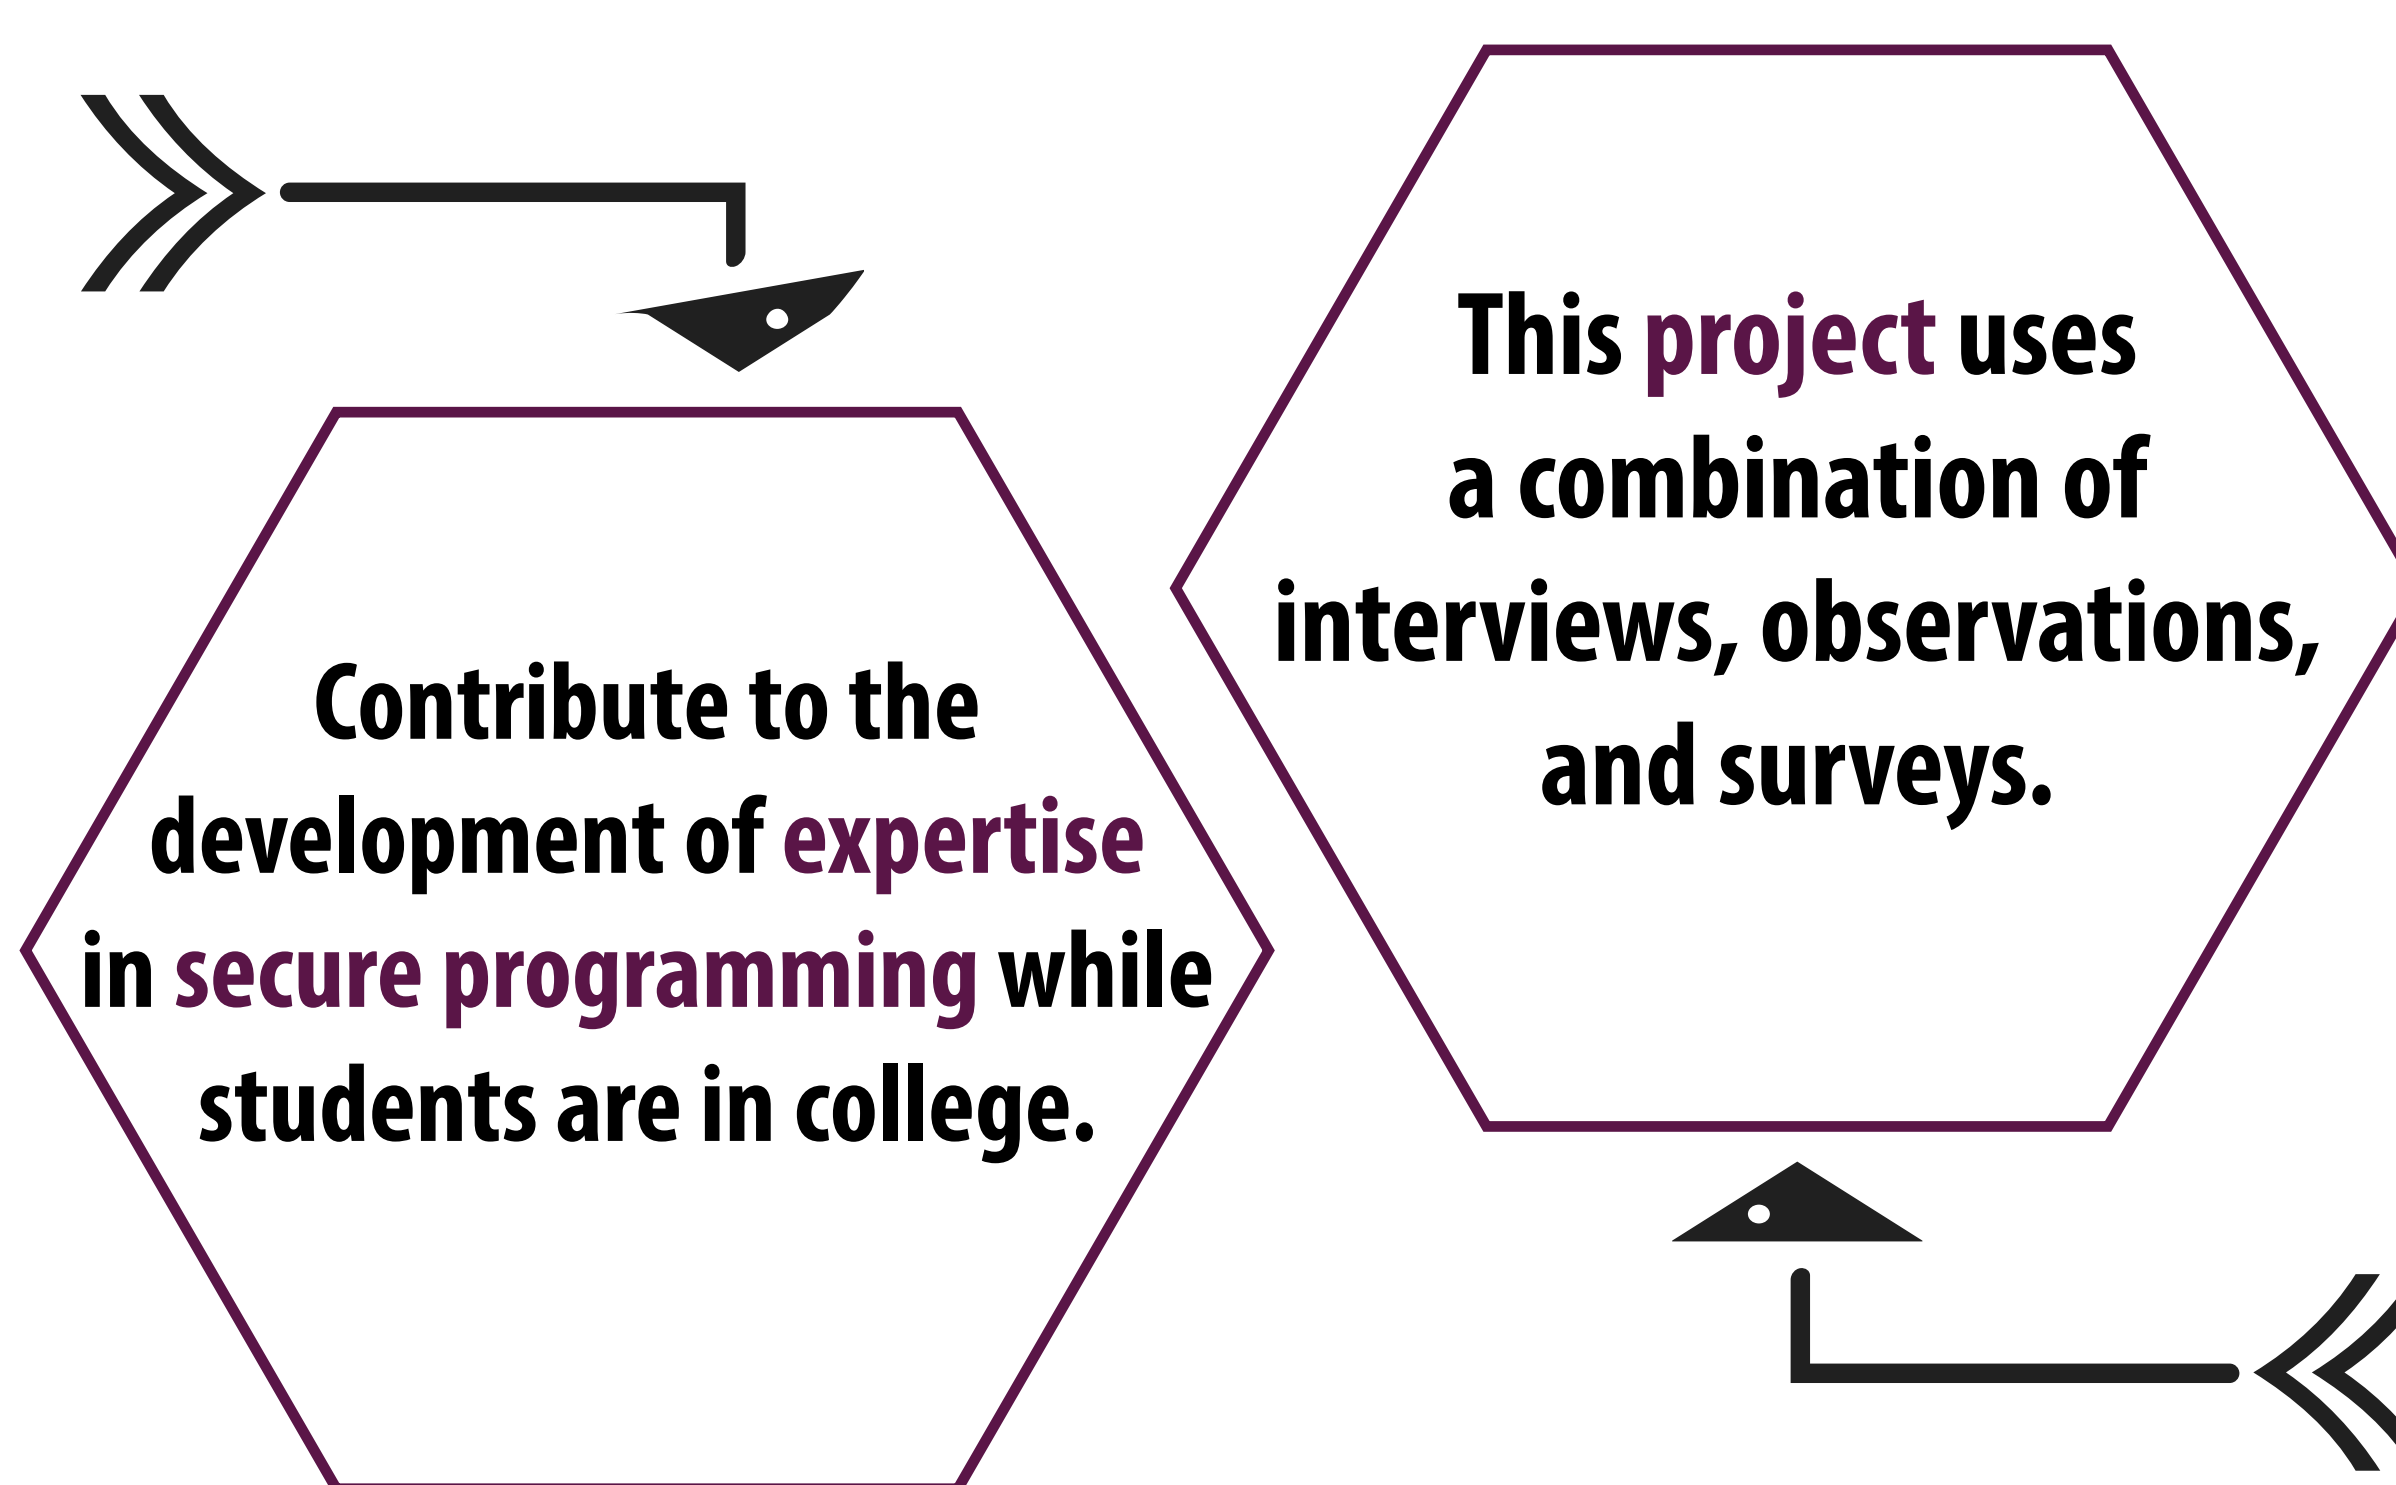 Contribute to the
development of expertise
in secure programming while
students are in college.
This project uses
a combination of
interviews, observations,
and surveys.